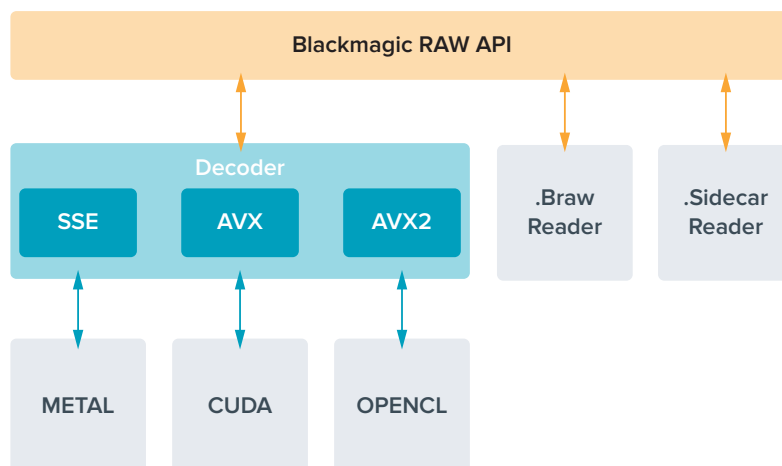 Blackmagic RAW API
Decoder
SSE
AVX
AVX2
.Braw
Reader
.Sidecar
Reader
METAL
CUDA
OPENCL